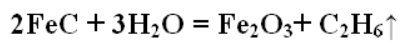 2FeC + 3H₂O = Fe₂O₃+ C₂H₆↑